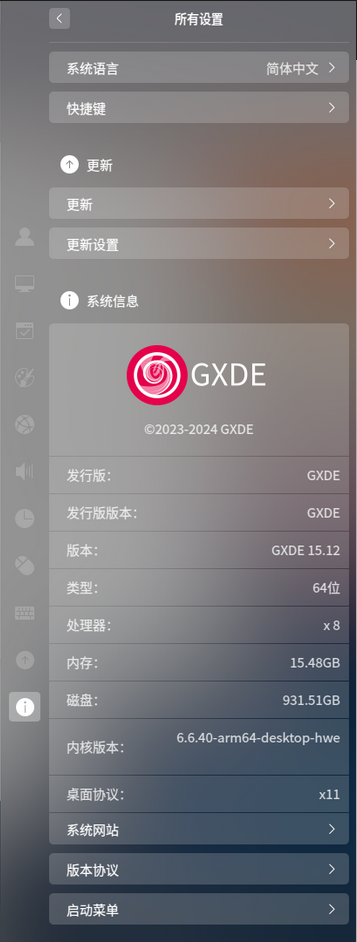 所有设置
系统语言 简体中文
快捷键
更新
更新
更新设置
系统信息
GXDE
©2023-2024 GXDE
发行版: GXDE
发行版版本: GXDE
版本: GXDE 15.12
类型: 64位
处理器: x 8
内存: 15.48GB
磁盘: 931.51GB
内核版本: 6.6.40-arm64-desktop-hwe
桌面协议: x11
系统网站
版本协议
启动菜单